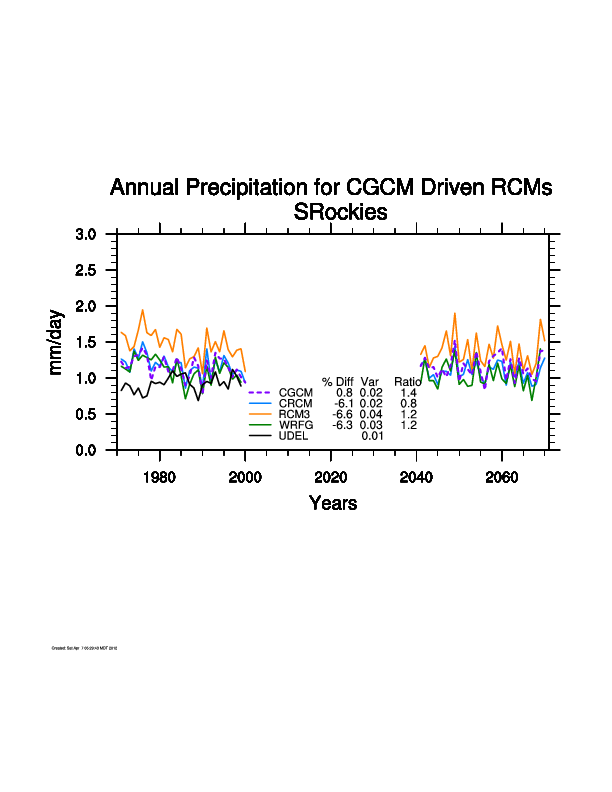 Annual Precipitation for CGCM Driven RCMs
SRockies
3.0
2.5
2.0
1.5
1.0
0.5
0.0
mm/day
% Diff Var Ratio
CGCM 0.8 0.02 1.4
CRCM -6.1 0.02 0.8
RCM3 -6.6 0.04 1.2
WRFG -6.3 0.03 1.2
UDEL 0.01
1980 2000 2020 2040 2060
Years